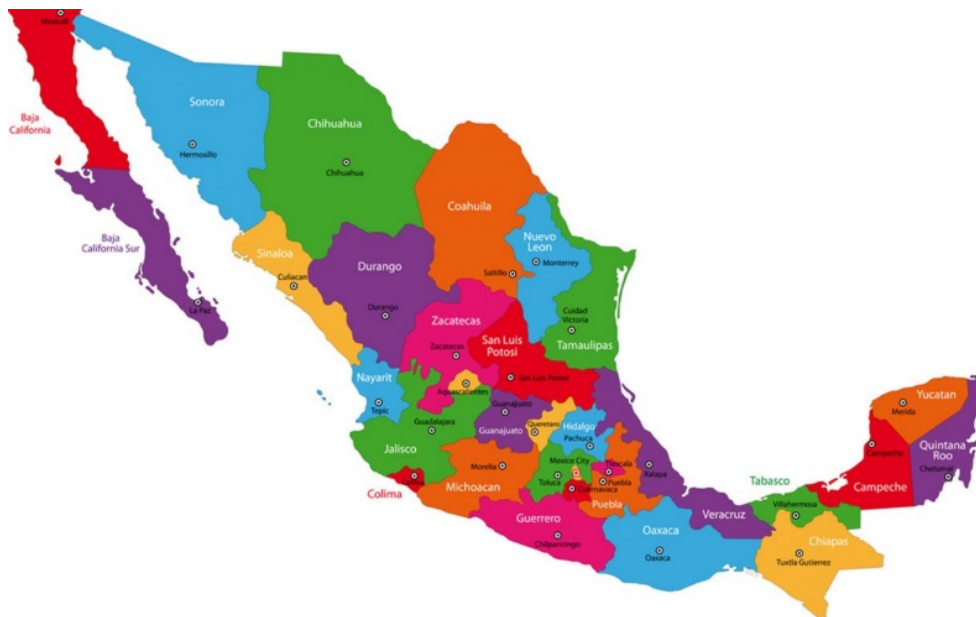 Mexicali
Sonora
Baja
California
Hermosillo
Chihuahua
Chihuahua
Coahuila
Baja
California Sur
La Paz
Sinaloa
Culiacan
Durango
Durango
Nuevo
Leon
Monterrey
Saltillo
Cuidad
Victoria
Tamaulipas
Zacatecas
Zacatecas
San Luis
Potosi
San Luis Potosi
Nayarit
Tepic
Aguascalientes
Guanajuato
Guanajuato
Guadalajara
Jalisco
Queretaro
Hidalgo
Pachuca
Colima
Colima
Morelia
Michoacan
Mexico City
Toluca
Cuernavaca
Tlaxcala
Puebla
Puebla
Xalapa
Veracruz
Guerrero
Chilpancingo
Oaxaca
Oaxaca
Tabasco
Villahermosa
Chiapas
Tuxtla Gutierrez
Campeche
Campeche
Yucatan
Merida
Quintana
Roo
Chetumal